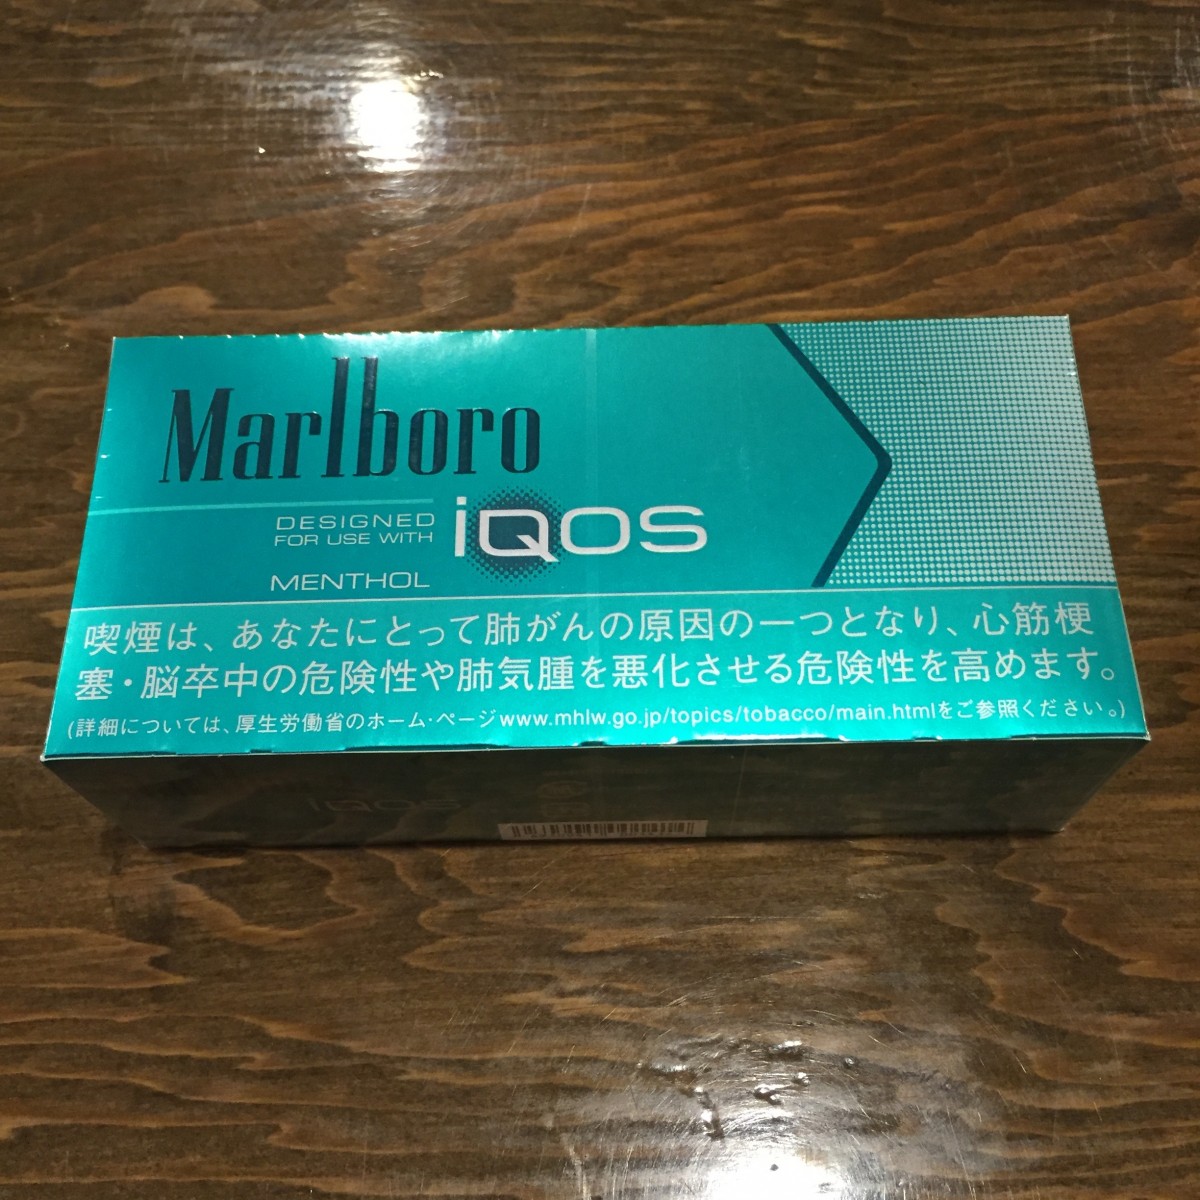 Marlboro
DESIGNED
FOR USE WITH
iQOS
MENTHOL
喫煙は、あなたにとって肺がんの原因の一つとなり、心筋梗
塞・脳卒中の危険性や肺気腫を悪化させる危険性を高めます。
(詳細については、厚生労働省のホーム・ページwww.mhlw.go.jp/topics/tobacco/main.htmlをご参照ください。)
iQOS